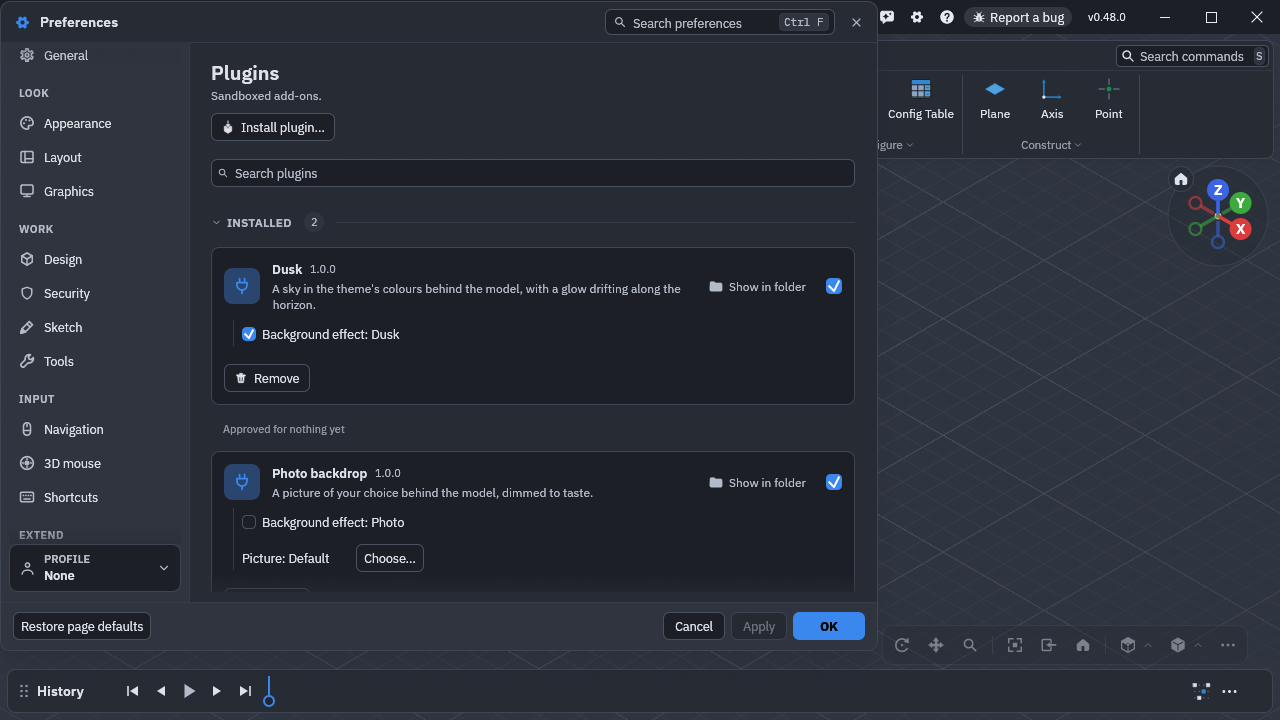 Preferences
Search preferences
Ctrl F
Report a bug
v0.48.0
Search commands
S
Config Table
Plane
Axis
Point
igure
Construct
Z
Y
X
General
LOOK
Appearance
Layout
Graphics
WORK
Design
Security
Sketch
Tools
INPUT
Navigation
3D mouse
Shortcuts
EXTEND
PROFILE
None
Plugins
Sandboxed add-ons.
Install plugin...
Search plugins
INSTALLED 2
Dusk 1.0.0
A sky in the theme's colours behind the model, with a glow drifting along the
horizon.
Show in folder
Background effect: Dusk
Remove
Approved for nothing yet
Photo backdrop 1.0.0
A picture of your choice behind the model, dimmed to taste.
Show in folder
Background effect: Photo
Picture: Default
Choose...
Restore page defaults
Cancel
Apply
OK
History